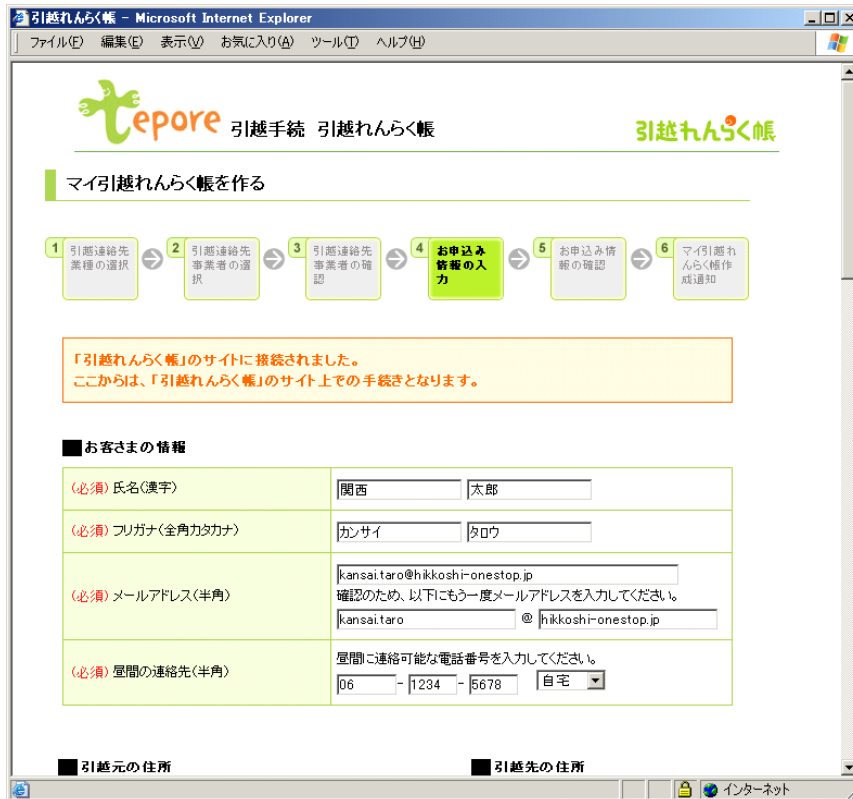 引越れんらく帳 - Microsoft Internet Explorer
ファイル(F) 編集(E) 表示(V) お気に入り(A) ツール(T) ヘルプ(H)
tepore 引越手続 引越れんらく帳 引越れんらく帳
マイ引越れんらく帳を作る
1 引越連絡先業種の選択
2 引越連絡先事業者の選択
3 引越連絡先事業者の確認
4 お申込み情報の入力
5 お申込み情報の確認
6 マイ引越れんらく帳作成通知
「引越れんらく帳」のサイトに接続されました。
ここからは、「引越れんらく帳」のサイト上での手続きとなります。
■お客さまの情報
(必須) 氏名(漢字) 関西 太郎
(必須) フリガナ(全角カタカナ) カンサイ タロウ
(必須) メールアドレス(半角)
kansai.taro@hikkoshi-onestop.jp
確認のため、以下にもう一度メールアドレスを入力してください。
kansai.taro @ hikkoshi-onestop.jp
(必須) 昼間の連絡先(半角)
昼間に連絡可能な電話番号を入力してください。
06 - 1234 - 5678 自宅
■引越元の住所 ■引越先の住所
インターネット